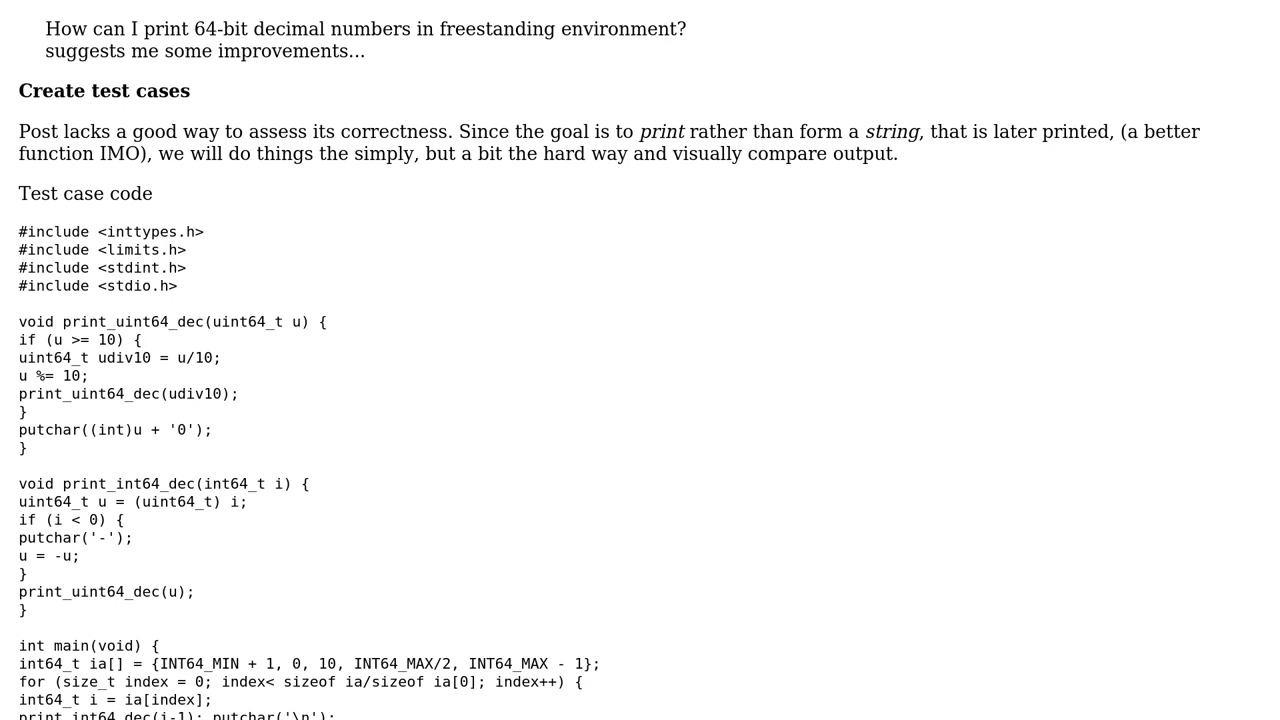 How can I print 64-bit decimal numbers in freestanding environment?
suggests me some improvements...
Create test cases
Post lacks a good way to assess its correctness. Since the goal is to print rather than form a string, that is later printed, (a better
function IMO), we will do things the simply, but a bit the hard way and visually compare output.
Test case code
#include <inttypes.h>
#include <limits.h>
#include <stdint.h>
#include <stdio.h>
void print_uint64_dec(uint64_t u) {
if (u >= 10) {
uint64_t udiv10 = u/10;
u %= 10;
print_uint64_dec(udiv10);
}
putchar((int)u + '0');
}
void print_int64_dec(int64_t i) {
uint64_t u = (uint64_t) i;
if (i < 0) {
putchar('-');
u = -u;
}
print_uint64_dec(u);
}
int main(void) {
int64_t ia[] = {INT64_MIN + 1, 0, 10, INT64_MAX/2, INT64_MAX - 1};
for (size_t index = 0; index< sizeof ia/sizeof ia[0]; index++) {
int64_t i = ia[index];
print_int64_dec(i-1); putchar('\n');